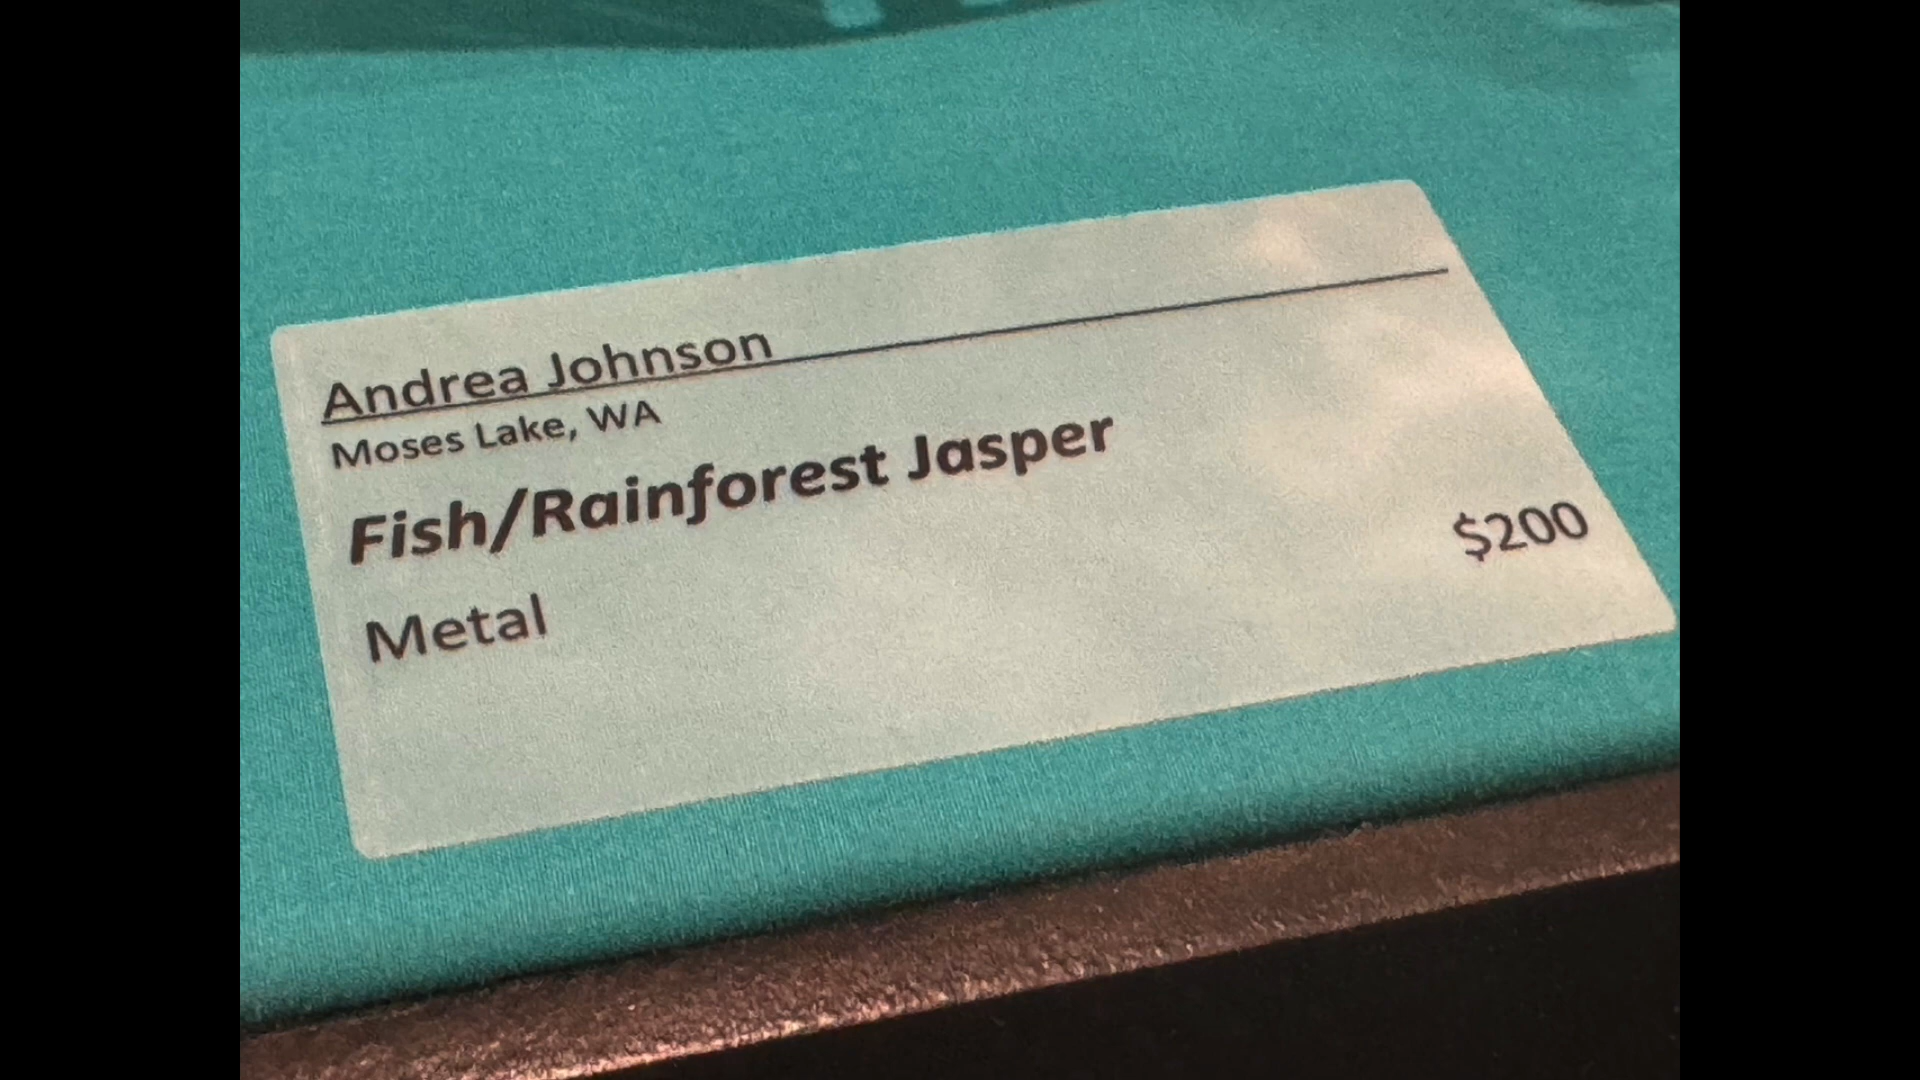 Andrea Johnson
Moses Lake, WA
Fish/Rainforest Jasper
$200
Metal